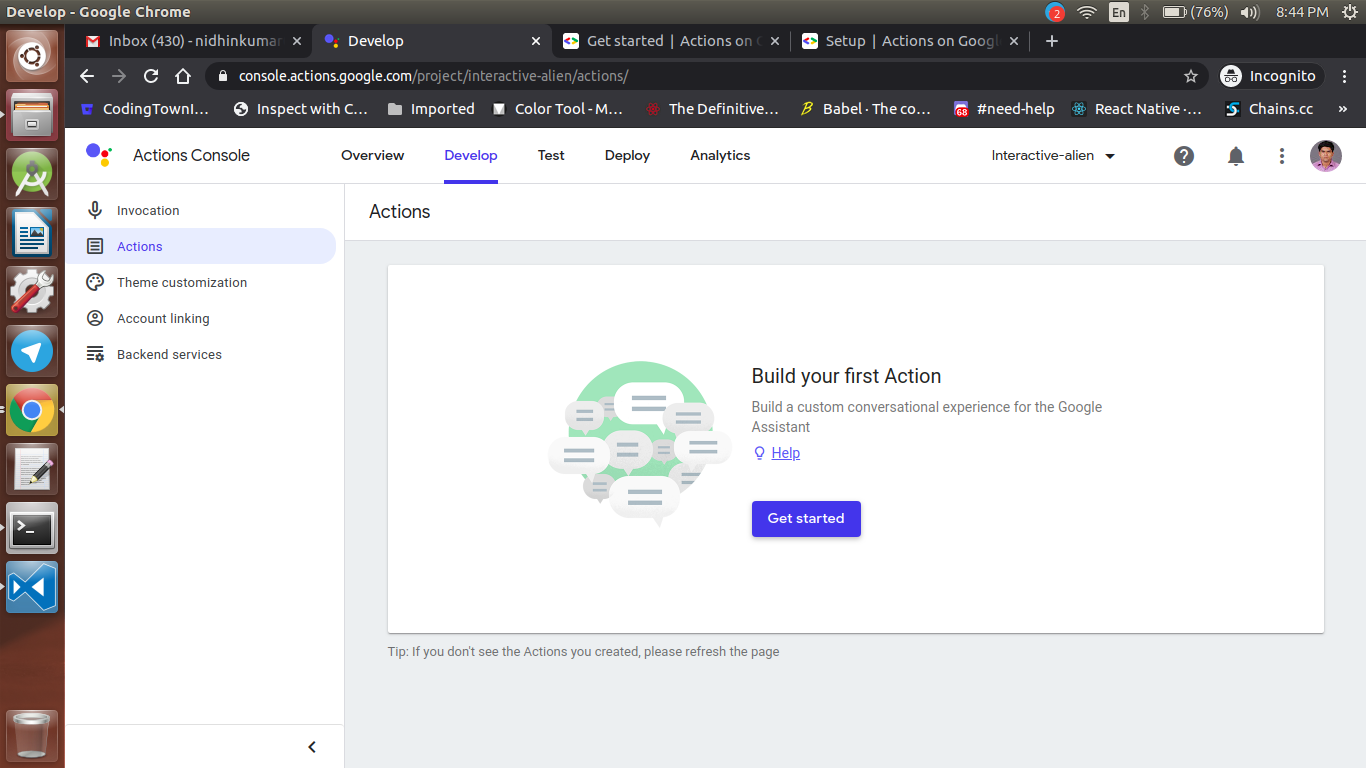 Develop - Google Chrome
2
En
(76%)
8:44 PM
Inbox (430) - nidhinkumar
Develop
Get started | Actions on G
Setup | Actions on Googl
console.actions.google.com/project/interactive-alien/actions/
Incognito
CodingTownI...
Inspect with C...
Imported
Color Tool - M...
The Definitive...
Babel · The co...
68
#need-help
React Native ·...
Chains.cc
»
Actions Console
Overview
Develop
Test
Deploy
Analytics
Interactive-alien
Invocation
Actions
Theme customization
Account linking
Backend services
Actions
Build your first Action
Build a custom conversational experience for the Google
Assistant
Help
Get started
Tip: If you don't see the Actions you created, please refresh the page